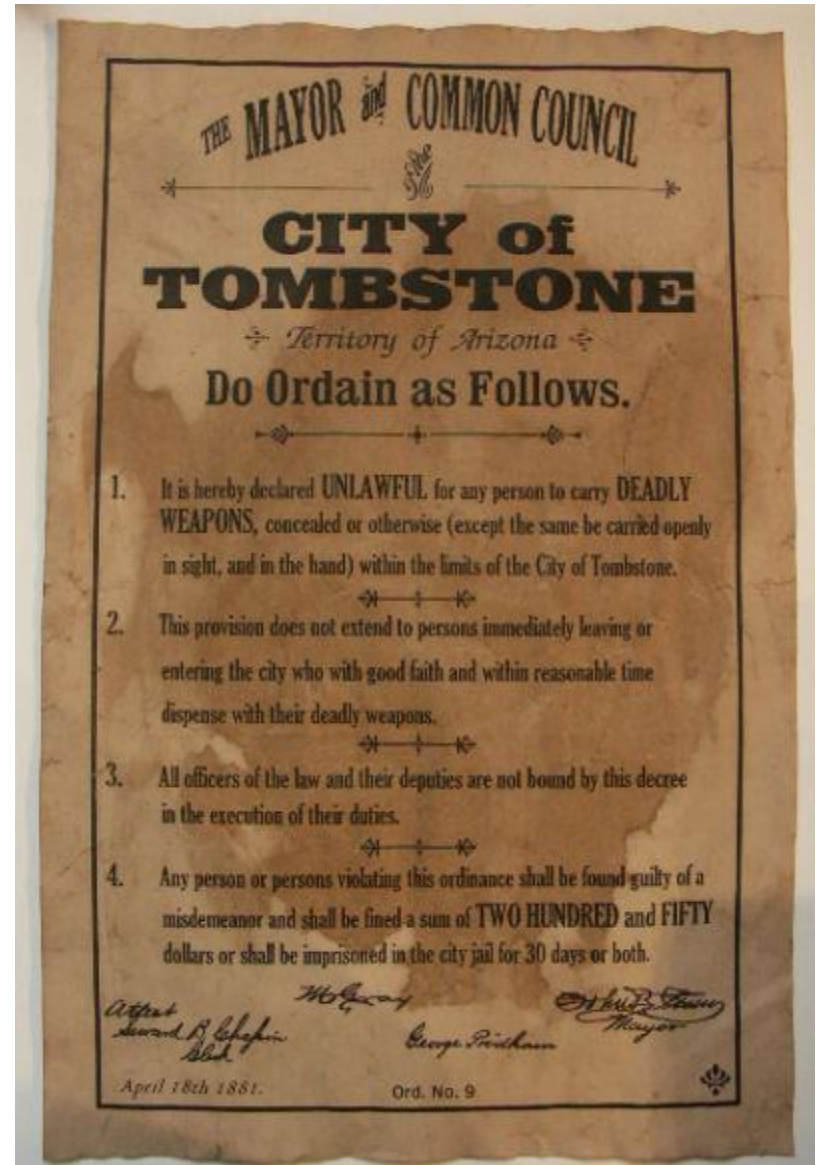 THE MAYOR and COMMON COUNCIL
of the
CITY of
TOMBSTONE
Territory of Arizona
Do Ordain as Follows.
1. It is hereby declared UNLAWFUL for any person to carry DEADLY
WEAPONS, concealed or otherwise (except the same be carried openly
in sight, and in the hand) within the limits of the City of Tombstone.
2. This provision does not extend to persons immediately leaving or
entering the city who with good faith and within reasonable time
dispense with their deadly weapons.
3. All officers of the law and their deputies are not bound by this decree
in the execution of their duties.
4. Any person or persons violating this ordinance shall be found guilty of a
misdemeanor and shall be fined a sum of TWO HUNDRED and FIFTY
dollars or shall be imprisoned in the city jail for 30 days or both.
Attest
B Chapin
Clerk
George Pridham
Mayor
April 18th 1881.
Ord. No. 9